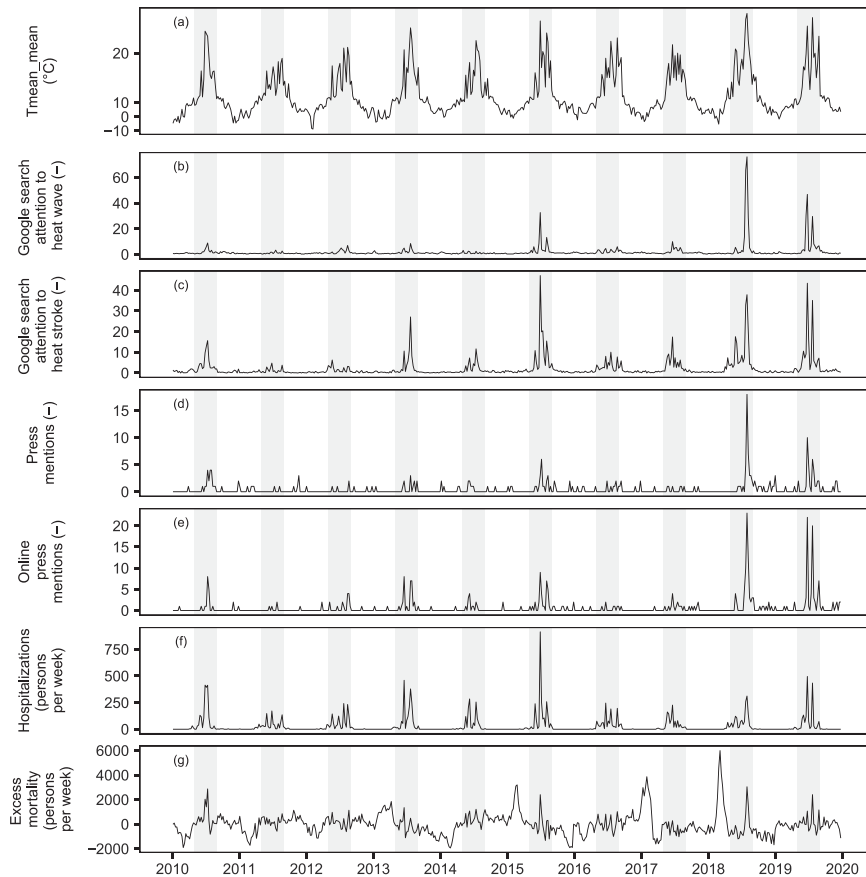 (a)
Tmean_mean
(°C)
20
10
0
−10
(b)
Google search
attention to
heat wave (−)
60
40
20
0
(c)
Google search
attention to
heat stroke (−)
40
30
20
10
0
(d)
Press
mentions (−)
15
10
5
0
(e)
Online
press
mentions (−)
20
15
10
5
0
(f)
Hospitalizations
(persons
per week)
750
500
250
0
(g)
Excess
mortality
(persons
per week)
6000
4000
2000
0
−2000
2010 2011 2012 2013 2014 2015 2016 2017 2018 2019 2020